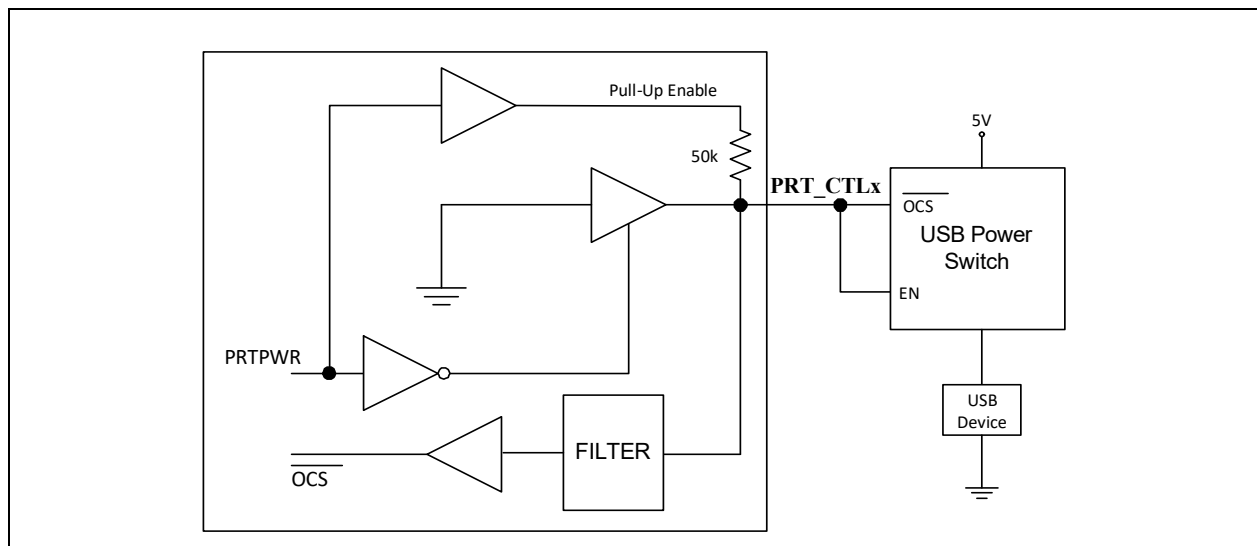 Pull-Up Enable
5V
50k
PRT_CTLx
OCS
USB Power
Switch
EN
PRTPWR
USB
Device
FILTER
OCS